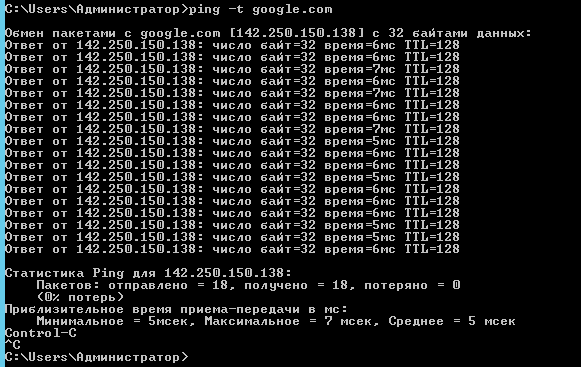 C:\Users\Администратор>ping -t google.com
Обмен пакетами с google.com [142.250.150.138] с 32 байтами данных:
Ответ от 142.250.150.138: число байт=32 время=6мс TTL=128
Ответ от 142.250.150.138: число байт=32 время=6мс TTL=128
Ответ от 142.250.150.138: число байт=32 время=7мс TTL=128
Ответ от 142.250.150.138: число байт=32 время=6мс TTL=128
Ответ от 142.250.150.138: число байт=32 время=7мс TTL=128
Ответ от 142.250.150.138: число байт=32 время=6мс TTL=128
Ответ от 142.250.150.138: число байт=32 время=6мс TTL=128
Ответ от 142.250.150.138: число байт=32 время=7мс TTL=128
Ответ от 142.250.150.138: число байт=32 время=5мс TTL=128
Ответ от 142.250.150.138: число байт=32 время=5мс TTL=128
Ответ от 142.250.150.138: число байт=32 время=6мс TTL=128
Ответ от 142.250.150.138: число байт=32 время=6мс TTL=128
Ответ от 142.250.150.138: число байт=32 время=5мс TTL=128
Ответ от 142.250.150.138: число байт=32 время=6мс TTL=128
Ответ от 142.250.150.138: число байт=32 время=5мс TTL=128
Ответ от 142.250.150.138: число байт=32 время=6мс TTL=128
Ответ от 142.250.150.138: число байт=32 время=5мс TTL=128
Ответ от 142.250.150.138: число байт=32 время=6мс TTL=128
Статистика Ping для 142.250.150.138:
Пакетов: отправлено = 18, получено = 18, потеряно = 0
(0% потерь)
Приблизительное время приема-передачи в мс:
Минимальное = 5мсек, Максимальное = 7 мсек, Среднее = 5 мсек
Control-C
^C
C:\Users\Администратор>